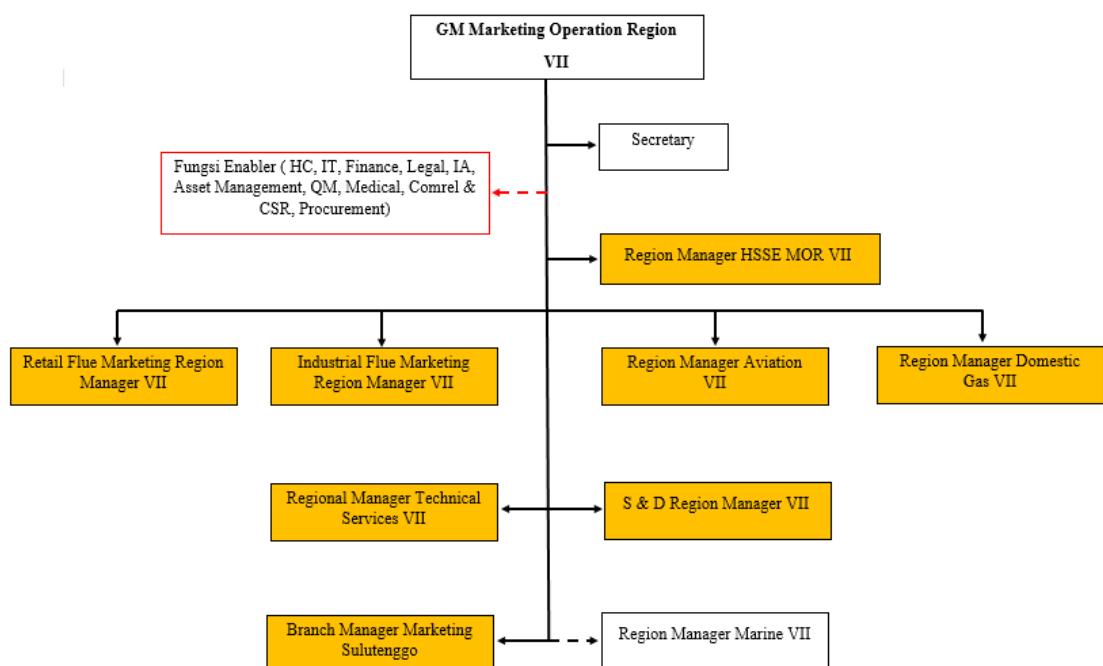 GM Marketing Operation Region
VII
Secretary
Fungsi Enabler ( HC, IT, Finance, Legal, IA,
Asset Management, QM, Medical, Comrel &
CSR, Procurement)
Region Manager HSSE MOR VII
Retail Flue Marketing Region
Manager VII
Industrial Flue Marketing
Region Manager VII
Region Manager Aviation
VII
Region Manager Domestic
Gas VII
Regional Manager Technical
Services VII
S & D Region Manager VII
Branch Manager Marketing
Sulutenggo
Region Manager Marine VII